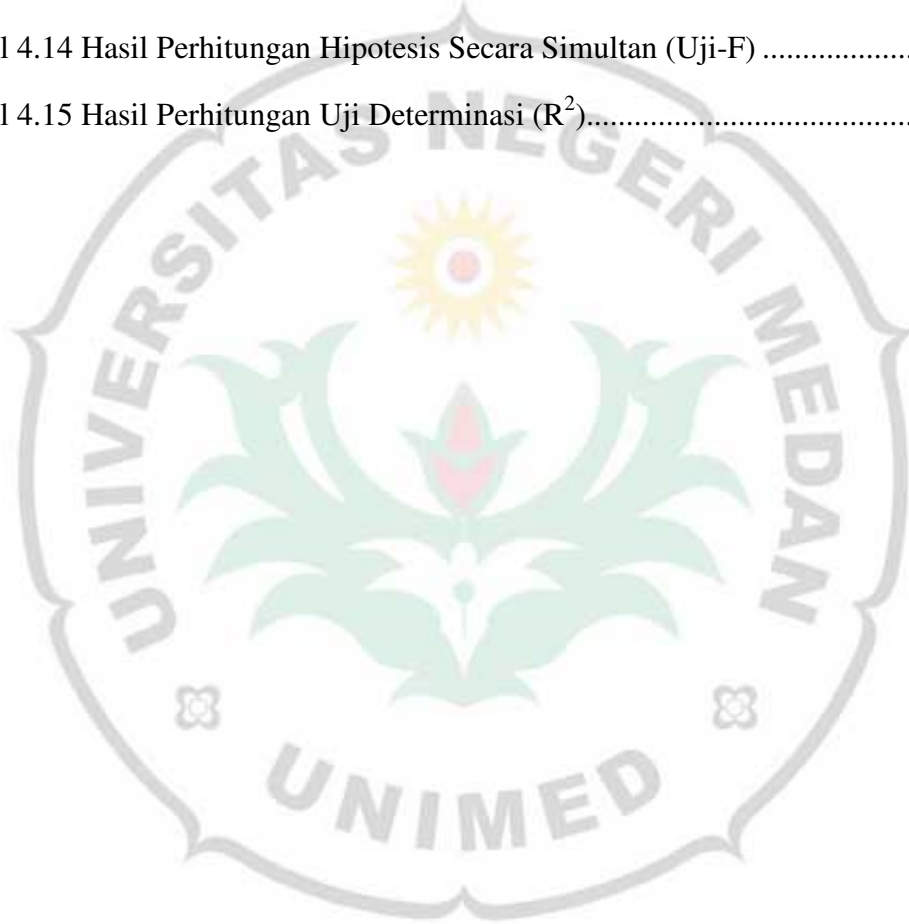 l 4.14 Hasil Perhitungan Hipotesis Secara Simultan (Uji-F) ...................
l 4.15 Hasil Perhitungan Uji Determinasi (R²)........................................
UNIVERSITAS NEGERI MEDAN
UNIMED